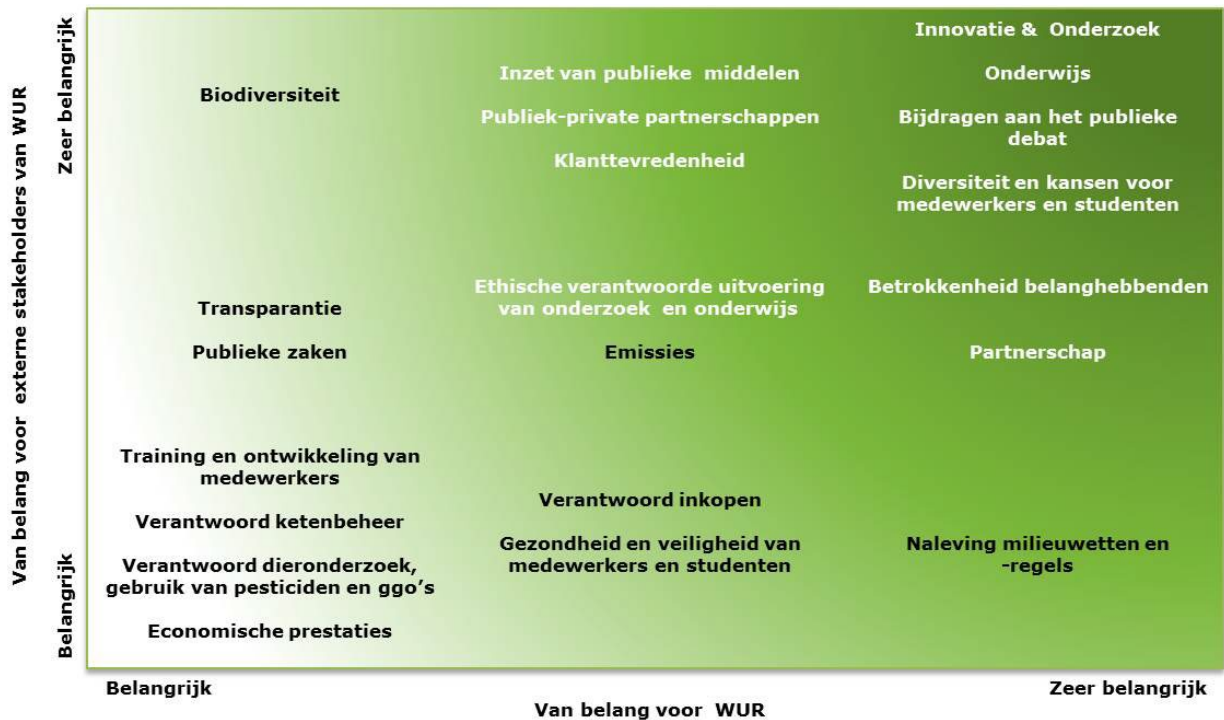 Van belang voor externe stakeholders van WUR
Zeer belangrijk
Belangrijk
Biodiversiteit
Inzet van publieke middelen
Publiek-private partnerschappen
Klanttevredenheid
Innovatie & Onderzoek
Onderwijs
Bijdragen aan het publieke
debat
Diversiteit en kansen voor
medewerkers en studenten
Transparantie
Publieke zaken
Ethische verantwoorde uitvoering
van onderzoek en onderwijs
Emissies
Betrokkenheid belanghebbenden
Partnerschap
Training en ontwikkeling van
medewerkers
Verantwoord ketenbeheer
Verantwoord dieronderzoek,
gebruik van pesticiden en ggo's
Economische prestaties
Verantwoord inkopen
Gezondheid en veiligheid van
medewerkers en studenten
Naleving milieuwetten en
-regels
Belangrijk
Zeer belangrijk
Van belang voor WUR